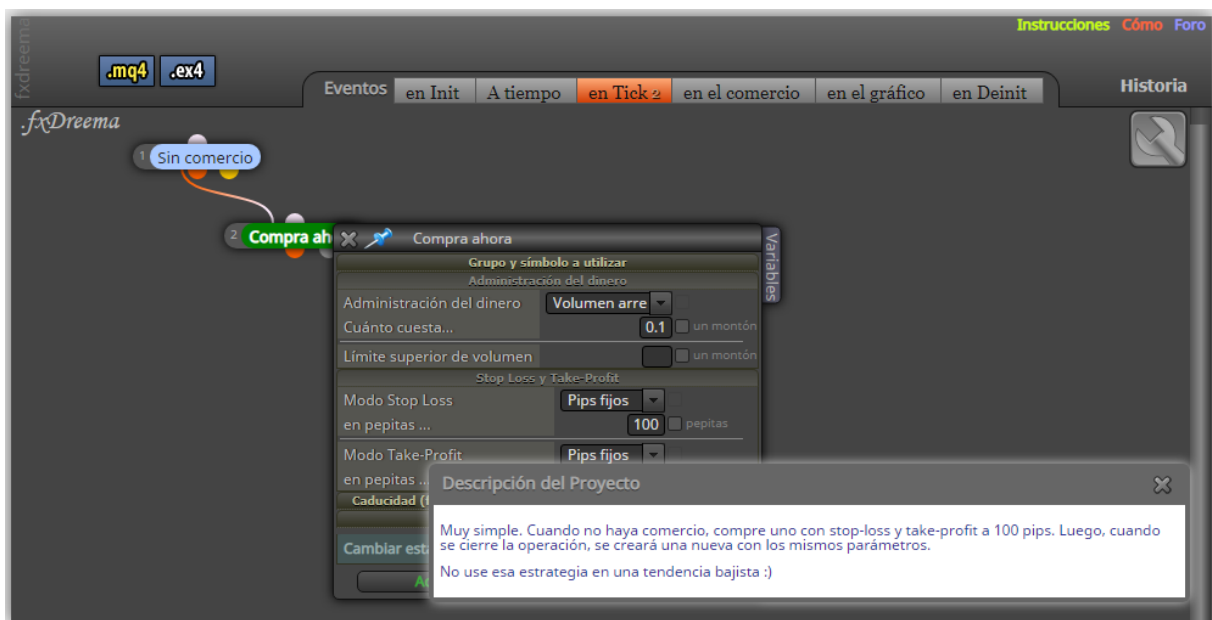 fxdreema
Instrucciones Cómo Foro
.mq4 .ex4
Eventos en Init A tiempo en Tick 2 en el comercio en el gráfico en Deinit Historia
.fxDreema
1 Sin comercio
2 Compra ah
Compra ahora
Variables
Grupo y símbolo a utilizar
Administración del dinero
Administración del dinero Volumen arre
Cuánto cuesta... 0.1 un montón
Límite superior de volumen un montón
Stop Loss y Take-Profit
Modo Stop Loss Pips fijos
en pepitas ... 100 pepitas
Modo Take-Profit Pips fijos
en pepitas ..
Caducidad (f
Cambiar est
Descripción del Proyecto
Muy simple. Cuando no haya comercio, compre uno con stop-loss y take-profit a 100 pips. Luego, cuando
se cierre la operación, se creará una nueva con los mismos parámetros.
No use esa estrategia en una tendencia bajista :)